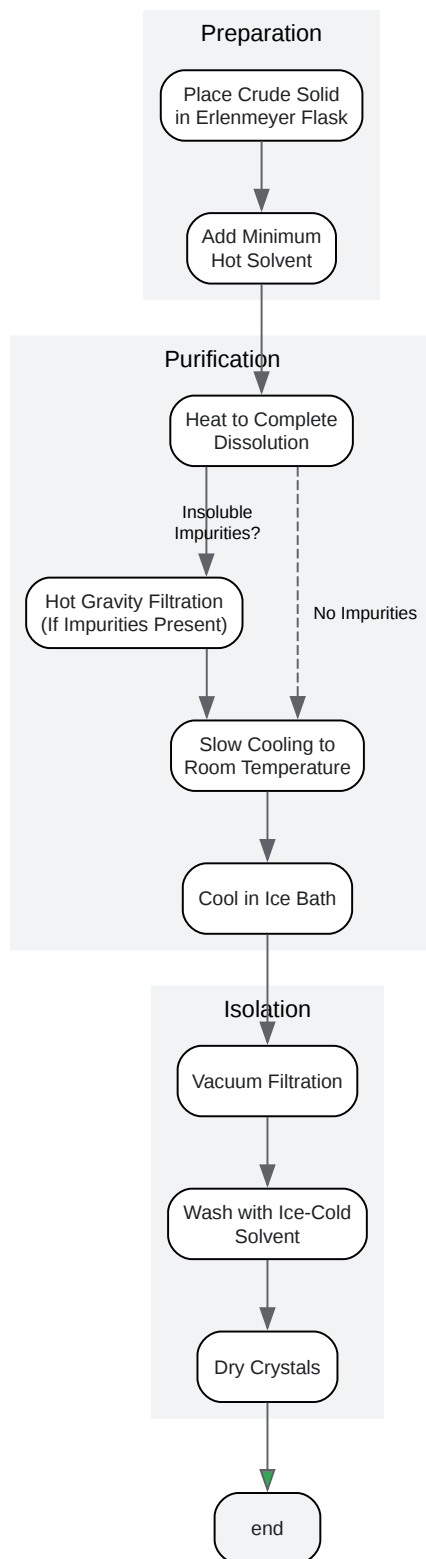 Preparation
Place Crude Solid
in Erlenmeyer Flask
Add Minimum
Hot Solvent
Purification
Heat to Complete
Dissolution
Insoluble
Impurities?
Hot Gravity Filtration
(If Impurities Present)
No Impurities
Slow Cooling to
Room Temperature
Cool in Ice Bath
Isolation
Vacuum Filtration
Wash with Ice-Cold
Solvent
Dry Crystals
end